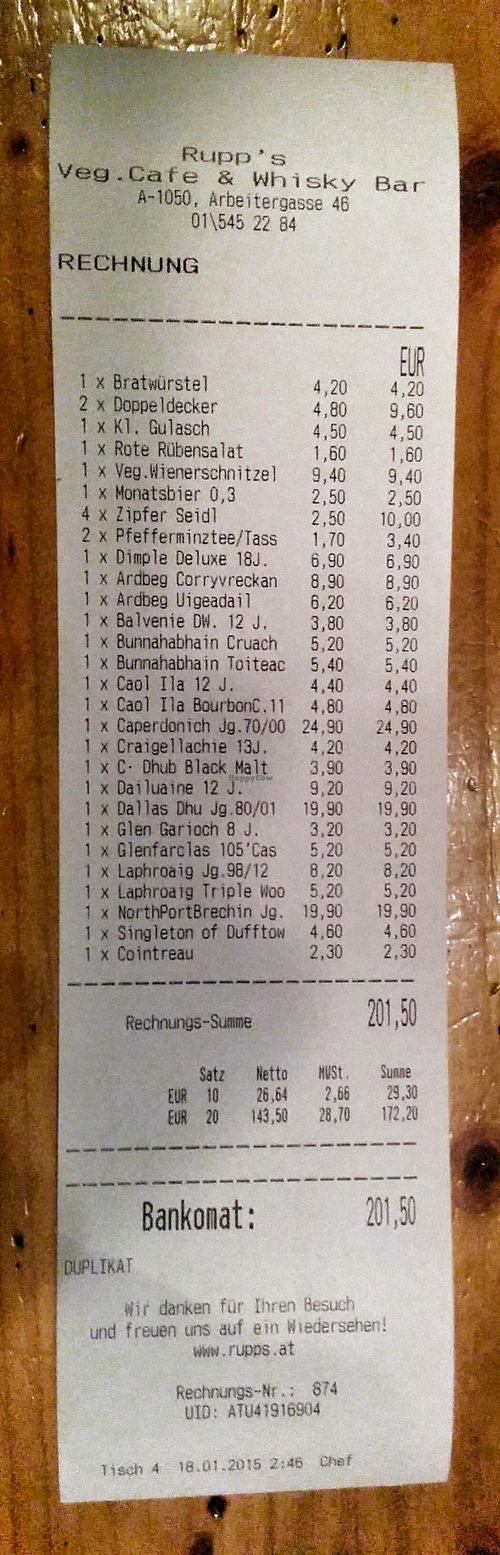 Rupp's
Veg.Cafe & Whisky Bar
A-1050, Arbeitergasse 46
01\545 22 84
RECHNUNG
EUR
1 x Bratwürstel 4,20 4,20
2 x Doppeldecker 4,80 9,60
1 x Kl. Gulasch 4,50 4,50
1 x Rote Rübensalat 1,60 1,60
1 x Veg.Wienerschnitzel 9,40 9,40
1 x Monatsbier 0,3 2,50 2,50
4 x Zipfer Seidl 2,50 10,00
2 x Pfefferminztee/Tass 1,70 3,40
1 x Dimple Deluxe 18J. 6,90 6,90
1 x Ardbeg Corryvreckan 8,90 8,90
1 x Ardbeg Uigeadail 6,20 6,20
1 x Balvenie DW. 12 J. 3,80 3,80
1 x Bunnahabhain Cruach 5,20 5,20
1 x Bunnahabhain Toiteac 5,40 5,40
1 x Caol Ila 12 J. 4,40 4,40
1 x Caol Ila BourbonC.11 4,80 4,80
1 x Caperdonich Jg.70/00 24,90 24,90
1 x Craigellachie 13J. 4,20 4,20
1 x C· Dhub Black Malt 3,90 3,90
HappyCow
1 x Dailuaine 12 J. 9,20 9,20
1 x Dallas Dhu Jg.80/01 19,90 19,90
1 x Glen Garioch 8 J. 3,20 3,20
1 x Glenfarclas 105'Cas 5,20 5,20
1 x Laphroaig Jg.98/12 8,20 8,20
1 x Laphroaig Triple Woo 5,20 5,20
1 x NorthPortBrechin Jg. 19,90 19,90
1 x Singleton of Dufftow 4,60 4,60
1 x Cointreau 2,30 2,30
Rechnungs-Summe 201,50
Satz Netto MWSt. Summe
EUR 10 26,64 2,66 29,30
EUR 20 143,50 28,70 172,20
Bankomat: 201,50
DUPLIKAT
Wir danken für Ihren Besuch
und freuen uns auf ein Wiedersehen!
www.rupps.at
Rechnungs-Nr.: 874
UID: ATU41916904
Tisch 4 18.01.2015 2:46 Chef